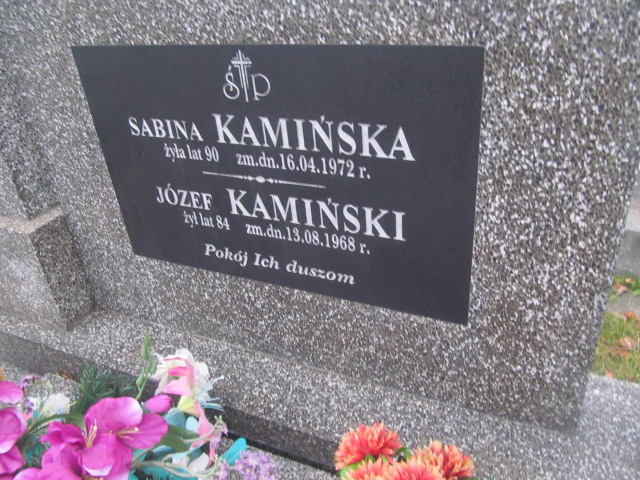 Ś P
SABINA KAMIŃSKA
żyła lat 90 zm.dn.16.04.1972 r.
JÓZEF KAMIŃSKI
żył lat 84 zm.dn.13.08.1968 r.
Pokój Ich duszom